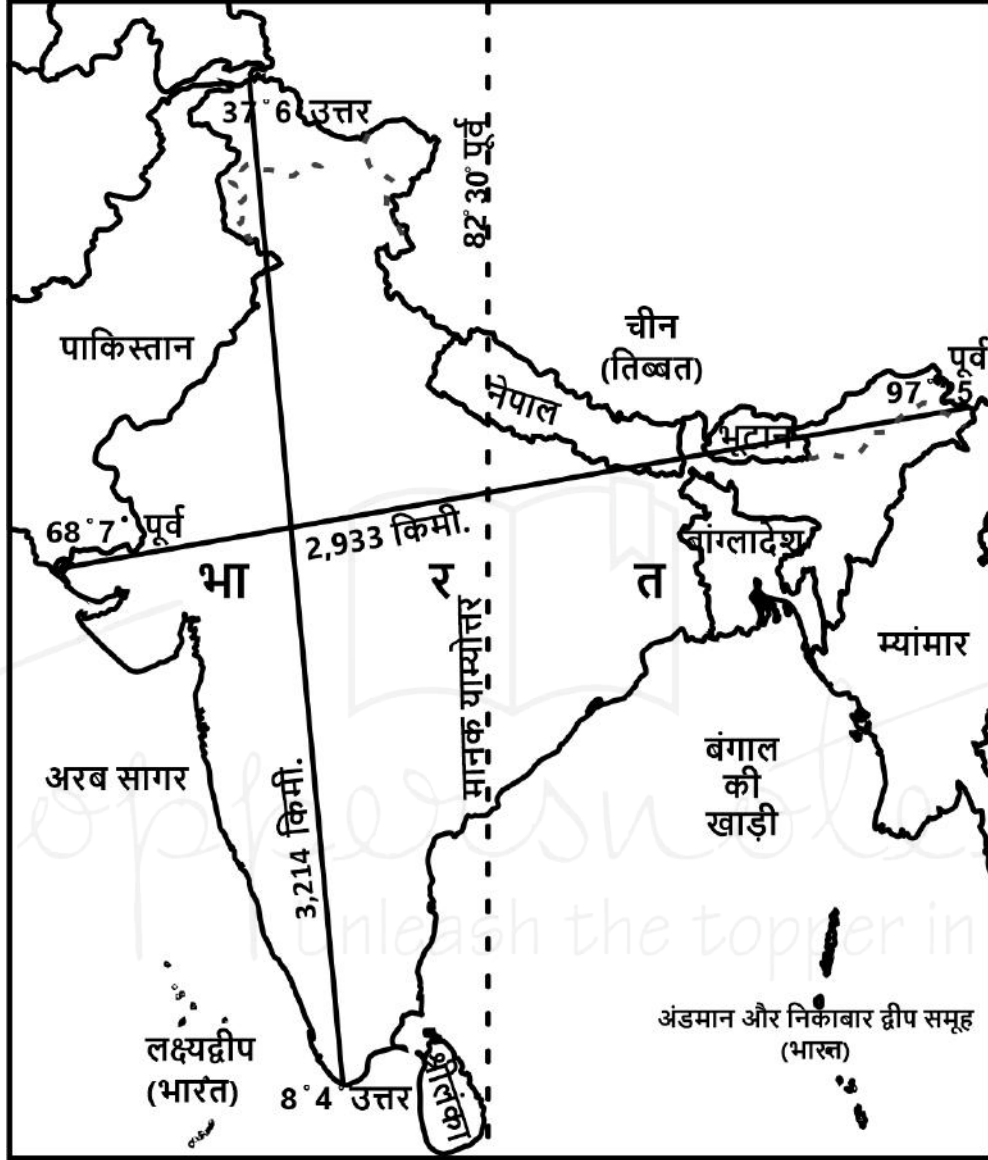 37°6 उत्तर
82°30' पूर्व
पाकिस्तान
चीन
(तिब्बत)
नेपाल
पूर्व
97°25
भूटान
68°7' पूर्व
2,933 किमी.
बांग्लादेश
भा र त
मानक याम्योत्तर
म्यांमार
अरब सागर
बंगाल
की
खाड़ी
3,214 किमी.
toppersnotes
Unleash the topper in
अंडमान और निकाबार द्वीप समूह
(भारत)
लक्ष्यद्वीप
(भारत)
8°4° उत्तर
श्रीलंका